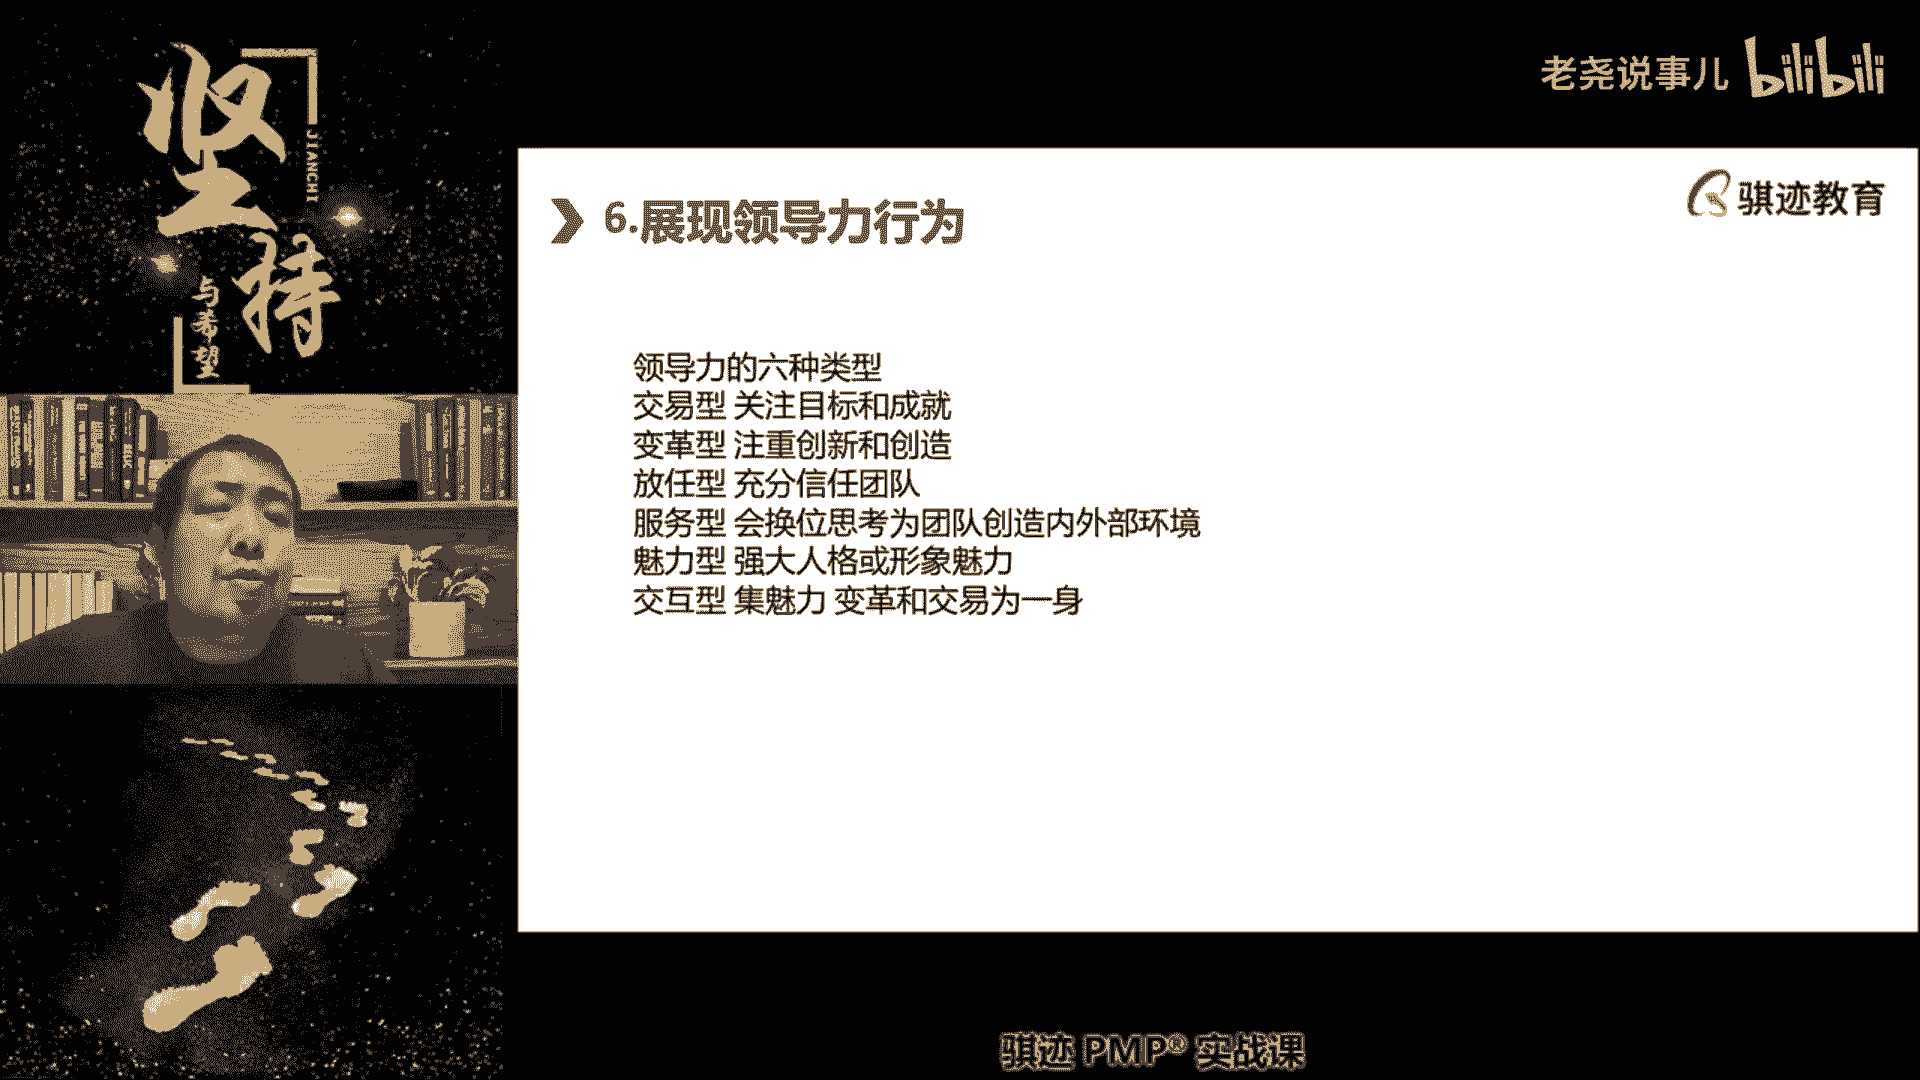 坚持
JIANCHI
与希望
老尧说事儿 bilibili
骐迹教育
6.展现领导力行为
领导力的六种类型
交易型 关注目标和成就
变革型 注重创新和创造
放任型 充分信任团队
服务型 会换位思考为团队创造内外部环境
魅力型 强大人格或形象魅力
交互型 集魅力 变革和交易为一身
骐迹 PMP® 实战课